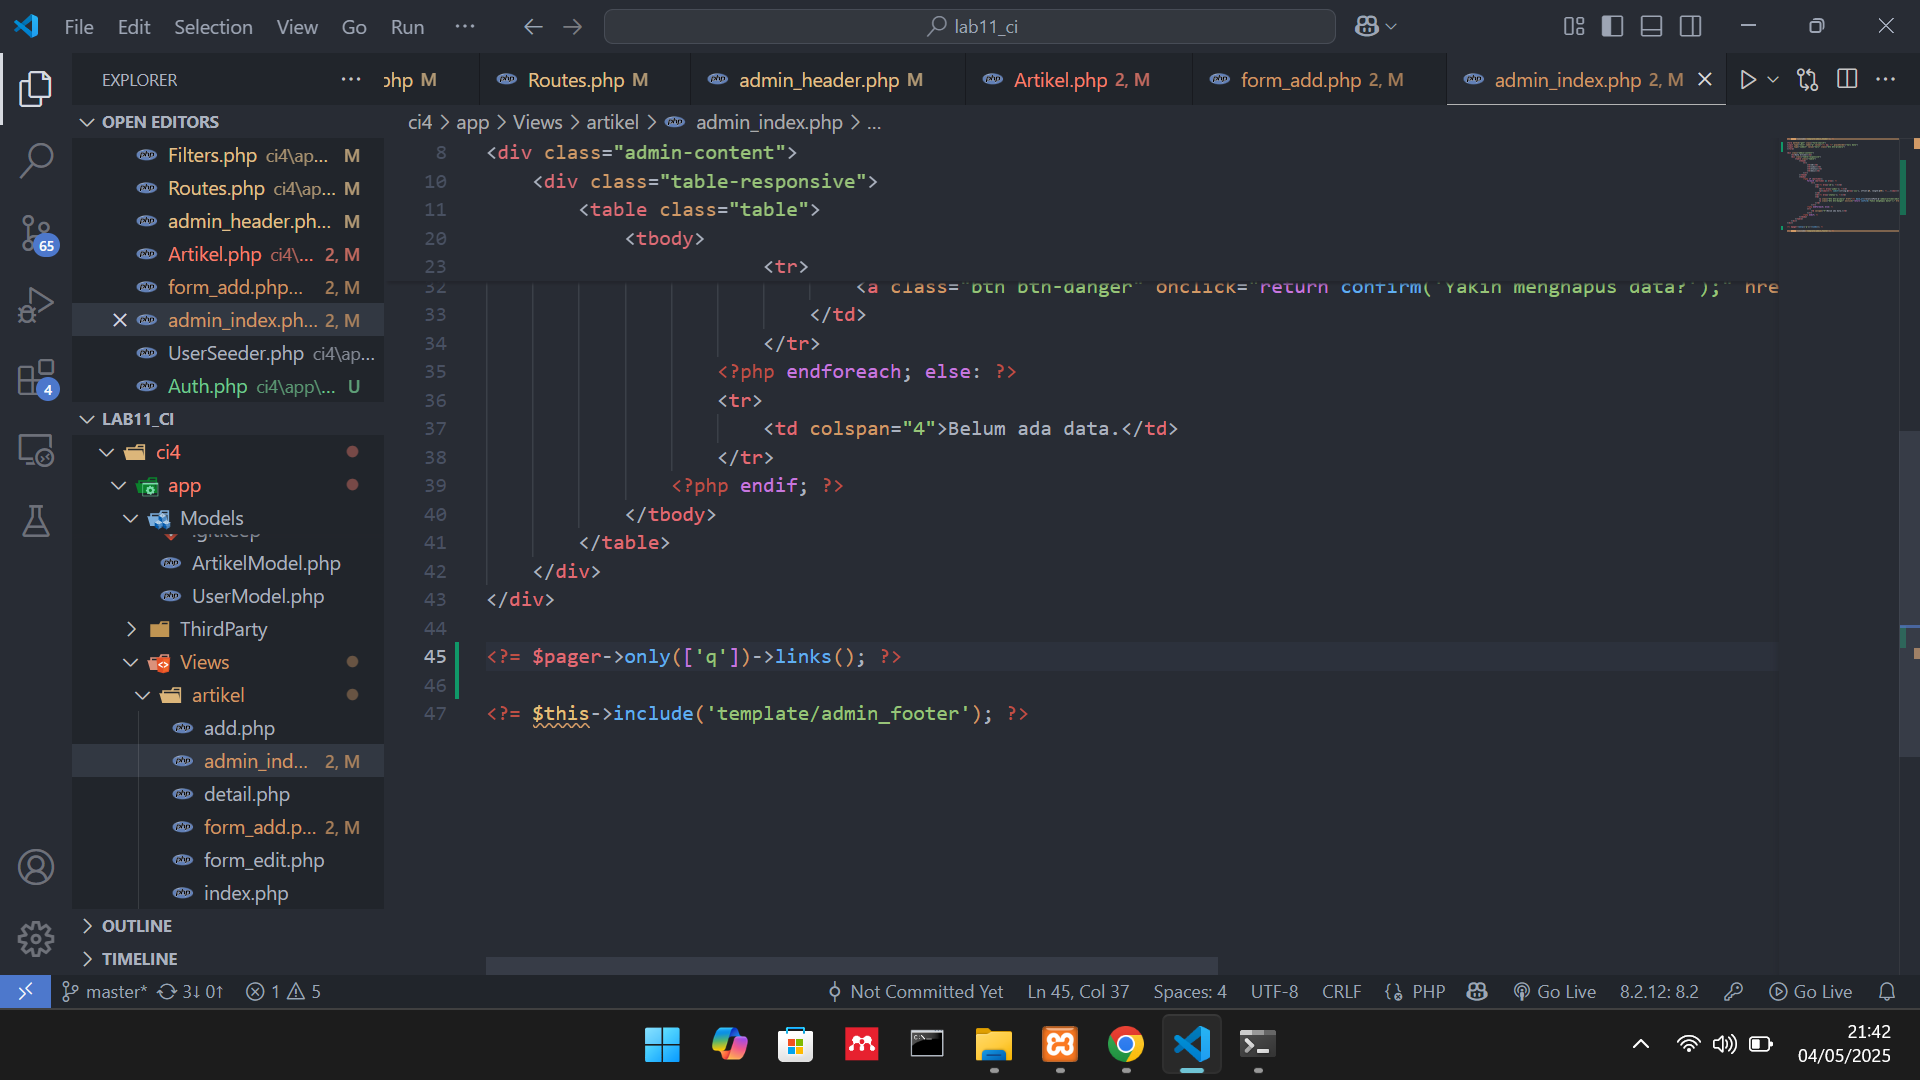 File Edit Selection View Go Run ···
lab11_ci
EXPLORER
php M
Routes.php M
admin_header.php M
Artikel.php 2, M
form_add.php 2, M
admin_index.php 2, M
OPEN EDITORS
Filters.php ci4\ap... M
Routes.php ci4\ap... M
admin_header.ph... M
Artikel.php ci4\... 2, M
form_add.php... 2, M
admin_index.ph... 2, M
UserSeeder.php ci4\ap...
Auth.php ci4\app\... U
LAB11_CI
ci4
app
Models
.gitkeep
ArtikelModel.php
UserModel.php
ThirdParty
Views
artikel
add.php
admin_ind... 2, M
detail.php
form_add.p... 2, M
form_edit.php
index.php
OUTLINE
TIMELINE
65
4
ci4 > app > Views > artikel > admin_index.php > ...
8 <div class="admin-content">
10 <div class="table-responsive">
11 <table class="table">
20 <tbody>
23 <tr>
32 <a class="btn btn-danger" onclick="return confirm('Yakin menghapus data?');" hre
33 </td>
34 </tr>
35 <?php endforeach; else: ?>
36 <tr>
37 <td colspan="4">Belum ada data.</td>
38 </tr>
39 <?php endif; ?>
40 </tbody>
41 </table>
42 </div>
43 </div>
44
45 <?= $pager->only(['q'])->links(); ?>
46
47 <?= $this->include('template/admin_footer'); ?>
master* 3↓ 0↑ 1 5
Not Committed Yet Ln 45, Col 37 Spaces: 4 UTF-8 CRLF PHP Go Live 8.2.12: 8.2 Go Live
21:42
04/05/2025